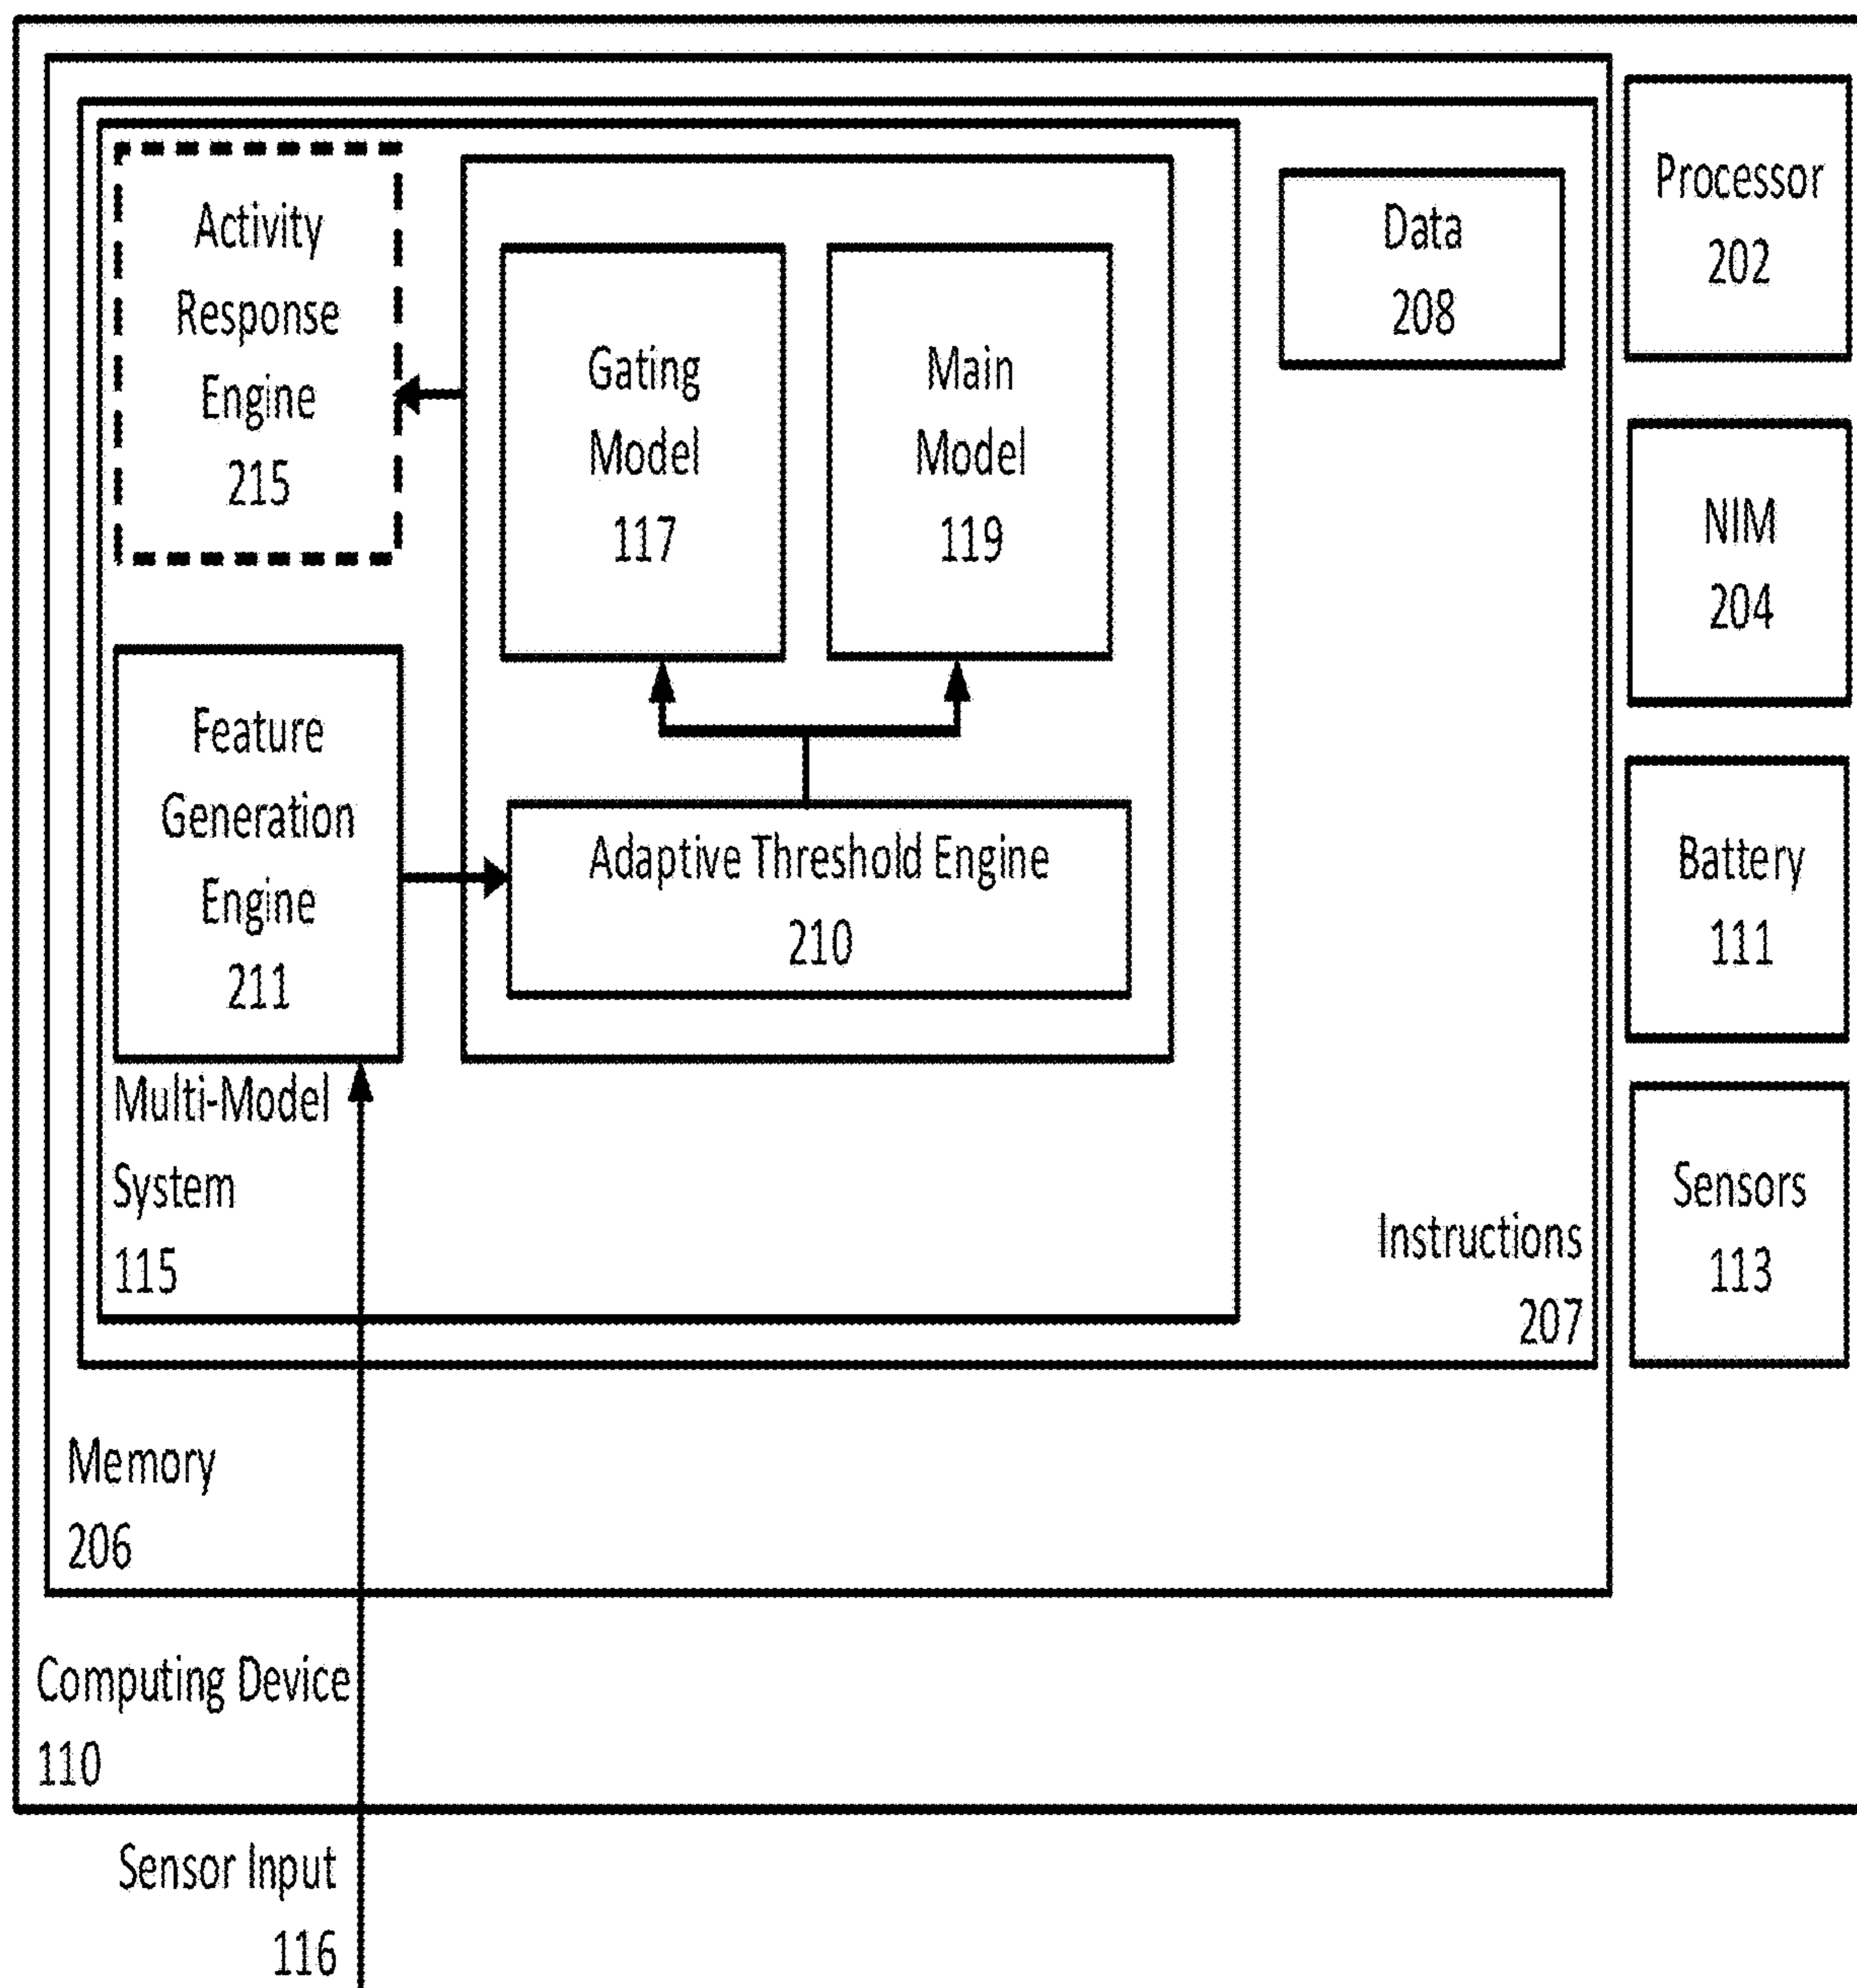 Activity
Response
Engine
215
Gating
Model
117
Main
Model
119
Data
208
Processor
202
NIM
204
Feature
Generation
Engine
211
Adaptive Threshold Engine
210
Battery
111
Multi-Model
System
115
Instructions
207
Sensors
113
Memory
206
Computing Device
110
Sensor Input
116